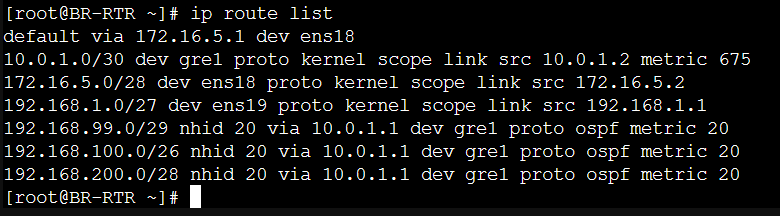 [root@BR-RTR ~]# ip route list
default via 172.16.5.1 dev ens18
10.0.1.0/30 dev gre1 proto kernel scope link src 10.0.1.2 metric 675
172.16.5.0/28 dev ens18 proto kernel scope link src 172.16.5.2
192.168.1.0/27 dev ens19 proto kernel scope link src 192.168.1.1
192.168.99.0/29 nhid 20 via 10.0.1.1 dev gre1 proto ospf metric 20
192.168.100.0/26 nhid 20 via 10.0.1.1 dev gre1 proto ospf metric 20
192.168.200.0/28 nhid 20 via 10.0.1.1 dev gre1 proto ospf metric 20
[root@BR-RTR ~]#